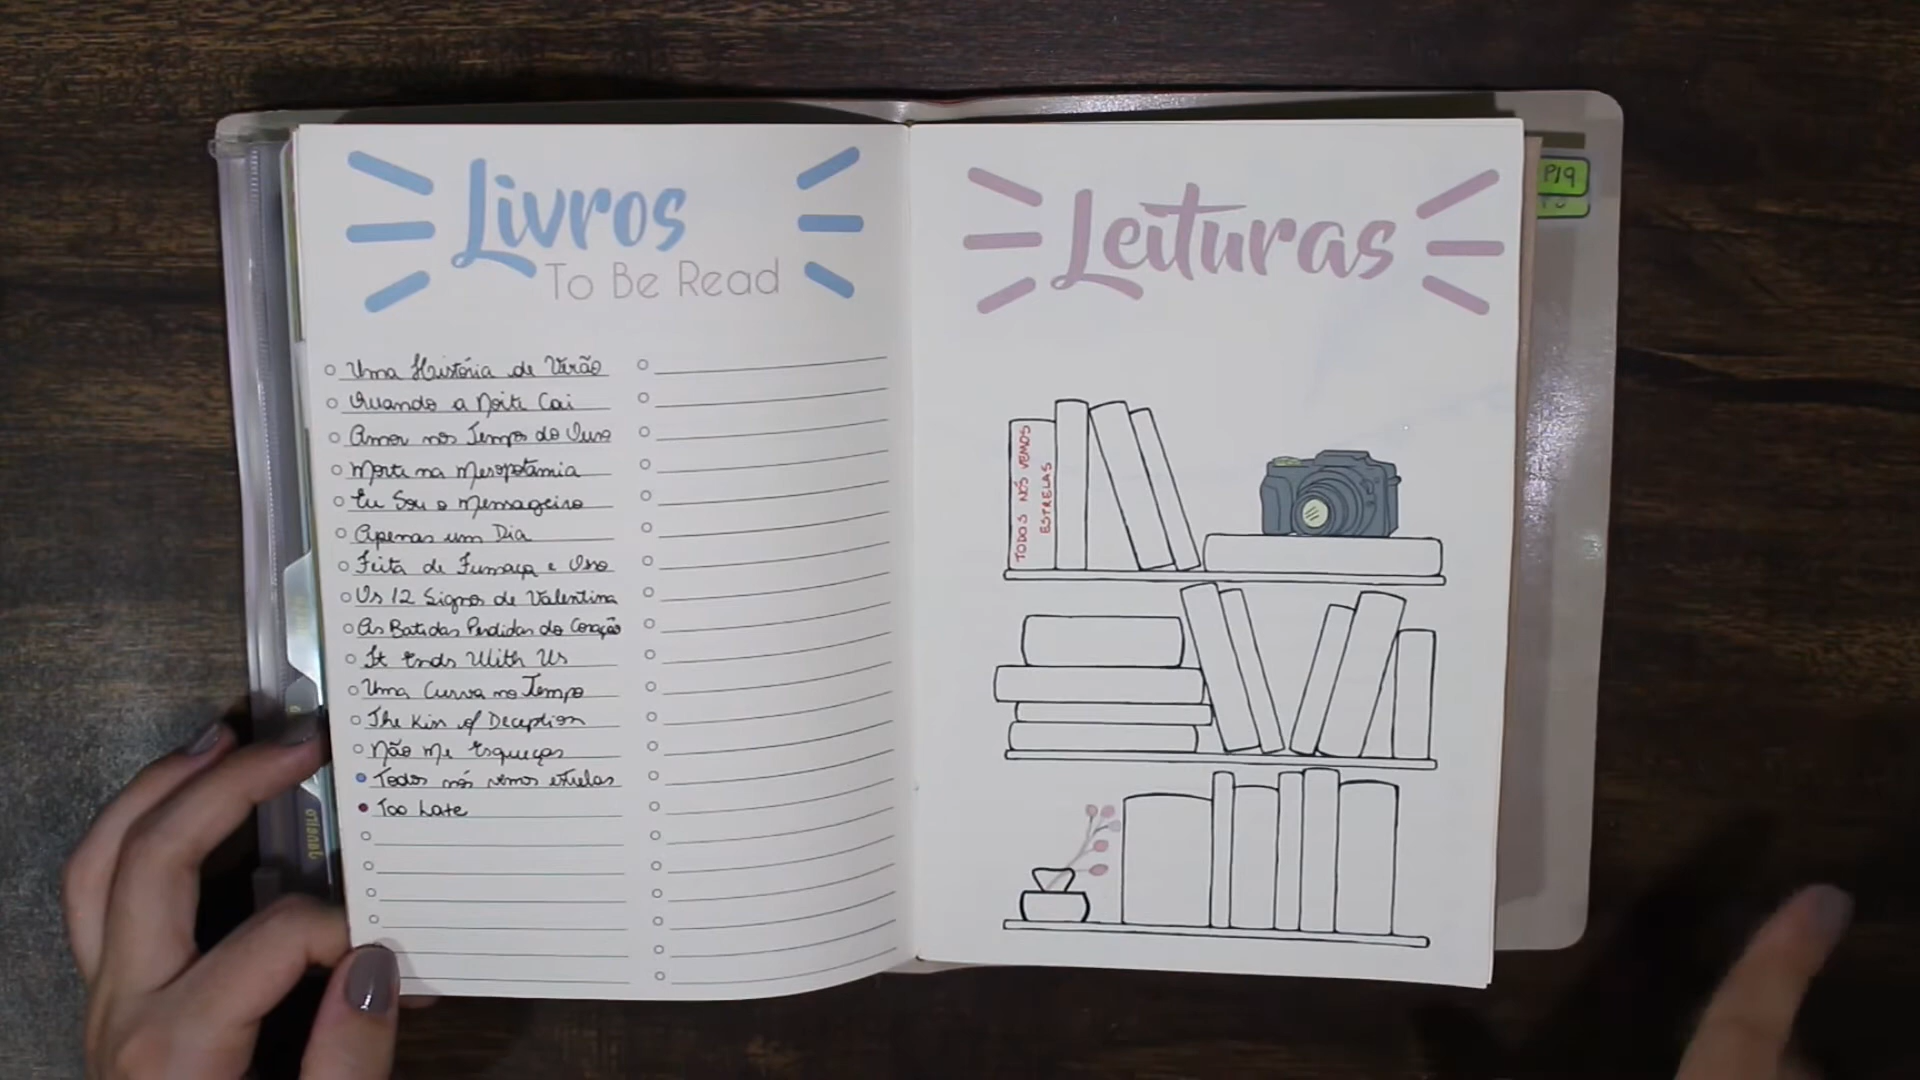 Livros
To Be Read
Uma História de Verão
Quando a Noite Cai
Amor nos Tempos do Ouro
Morte na Mesopotamia
Eu Sou o Mensageiro
Apenas um Dia
Feita de Fumaça e Osso
Os 12 Signos de Valentina
As Batidas Perdidas do Coração
It Ends With Us
Uma Curva no Tempo
The Kiss of Deception
Não Me Esqueças
Todos nós vemos estrelas
Too Late
Leituras
TODOS NÓS VEMOS
ESTRELAS
P/9